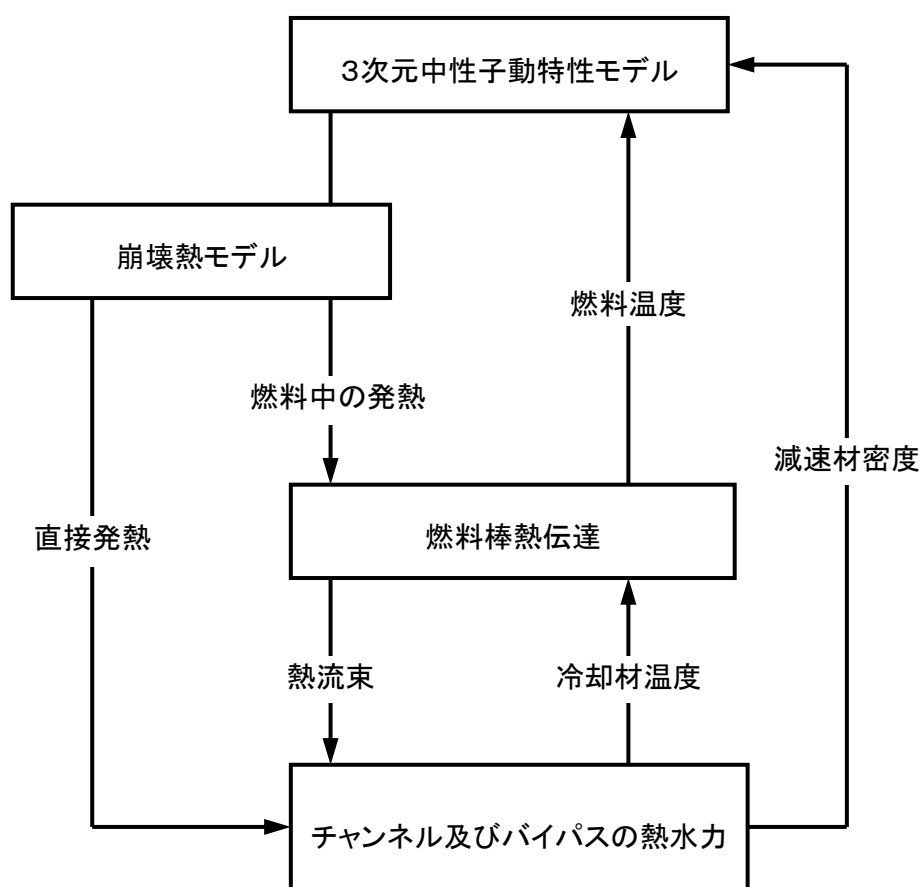 ３次元中性子動特性モデル
崩壊熱モデル
燃料温度
燃料中の発熱
減速材密度
直接発熱
燃料棒熱伝達
熱流束
冷却材温度
チャンネル及びバイパスの熱水力